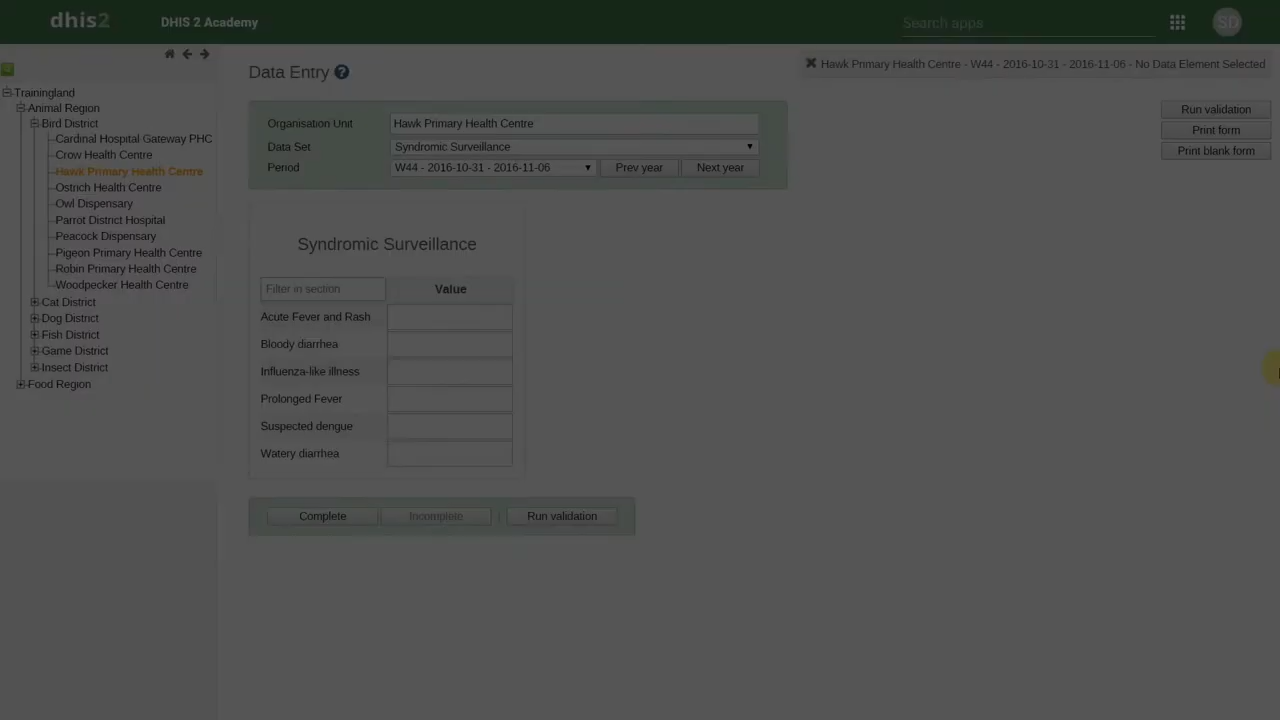 dhis2
DHIS 2 Academy
Search apps
SD
Hawk Primary Health Centre - W44 - 2016-10-31 - 2016-11-06 - No Data Element Selected
Run validation
Print form
Print blank form
Trainingland
Animal Region
Bird District
Cardinal Hospital Gateway PHC
Crow Health Centre
Hawk Primary Health Centre
Ostrich Health Centre
Owl Dispensary
Parrot District Hospital
Peacock Dispensary
Pigeon Primary Health Centre
Robin Primary Health Centre
Woodpecker Health Centre
Cat District
Dog District
Fish District
Game District
Insect District
Food Region
Data Entry ?
Organisation Unit Hawk Primary Health Centre
Data Set Syndromic Surveillance
Period W44 - 2016-10-31 - 2016-11-06 Prev year Next year
Syndromic Surveillance
Filter in section Value
Acute Fever and Rash
Bloody diarrhea
Influenza-like illness
Prolonged Fever
Suspected dengue
Watery diarrhea
Complete Incomplete Run validation